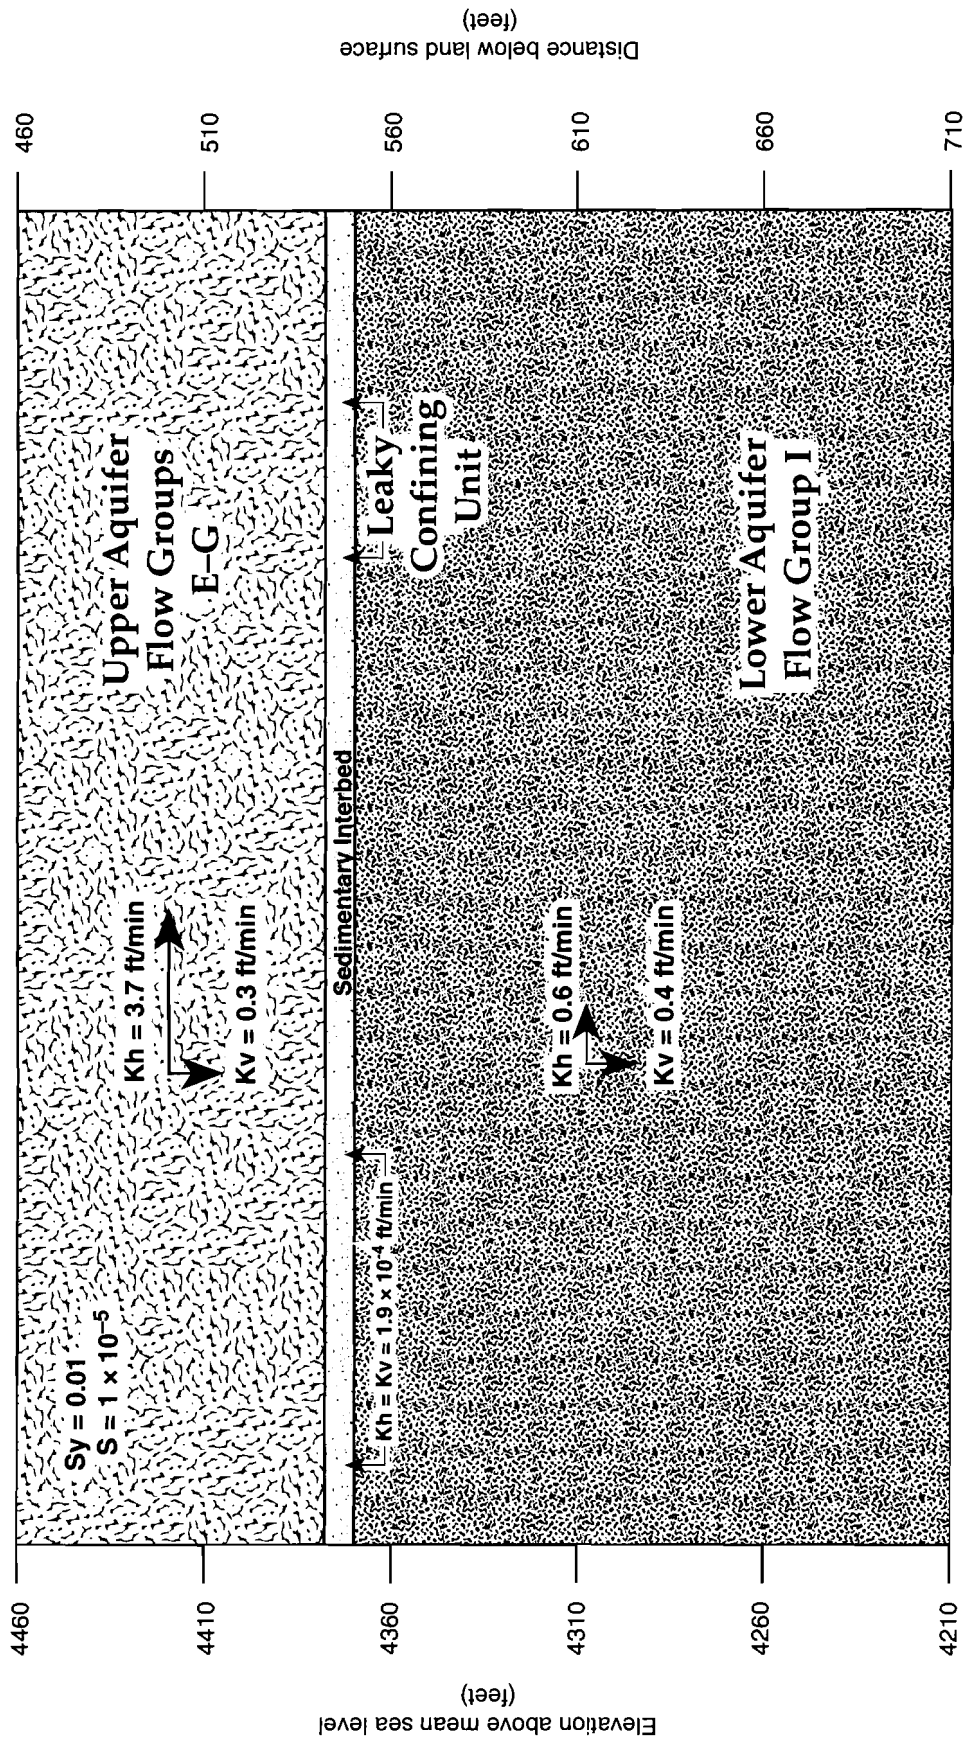 Elevation above mean sea level
(feet)
4460
4410
4360
4310
4260
4210
Sy = 0.01
S = 1 × 10⁻⁵
Kh = 3.7 ft/min
Kv = 0.3 ft/min
Upper Aquifer
Flow Groups
E–G
Sedimentary Interbed
Kh = Kv = 1.9 × 10⁻⁴ ft/min
Leaky
Confining
Unit
Kh = 0.6 ft/min
Kv = 0.4 ft/min
Lower Aquifer
Flow Group I
460
510
560
610
660
710
Distance below land surface
(feet)